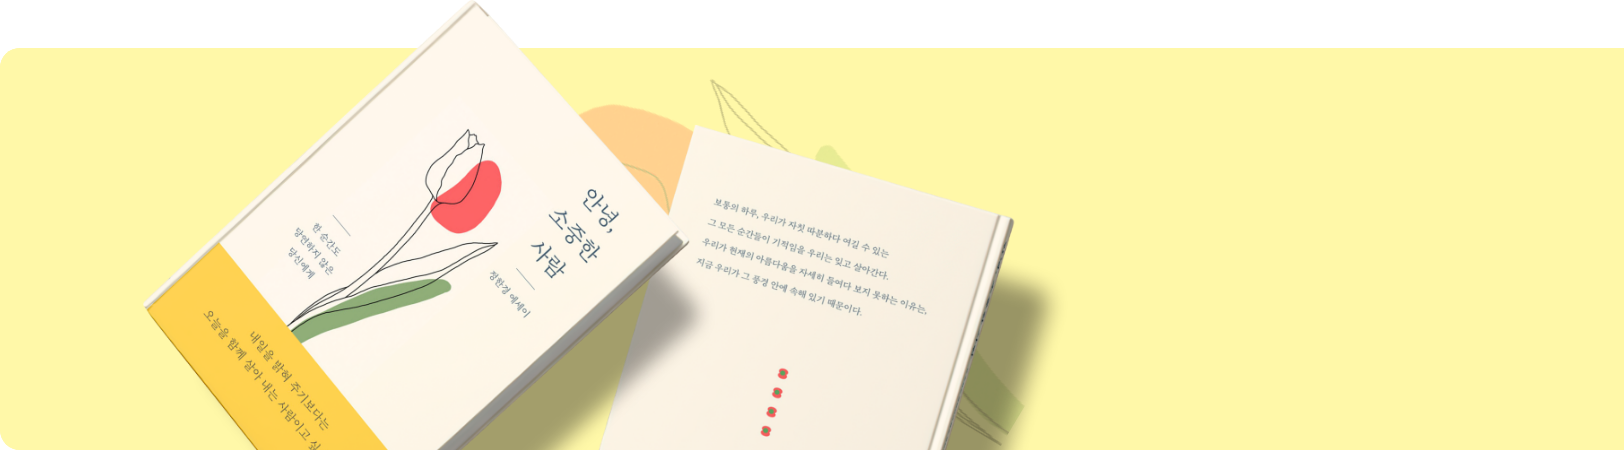 안녕,
소중한
사람
정한경 에세이
한 순간도
당연하지 않은
당신에게
내일을 밝혀 주기보다는
오늘을 함께 살아 내는 사람이고 싶
보통의 하루, 우리가 자칫 따분하다 여길 수 있는
그 모든 순간들이 기적임을 우리는 잊고 살아간다.
우리가 현재의 아름다움을 자세히 들여다 보지 못하는 이유는,
지금 우리가 그 풍경 안에 속해 있기 때문이다.